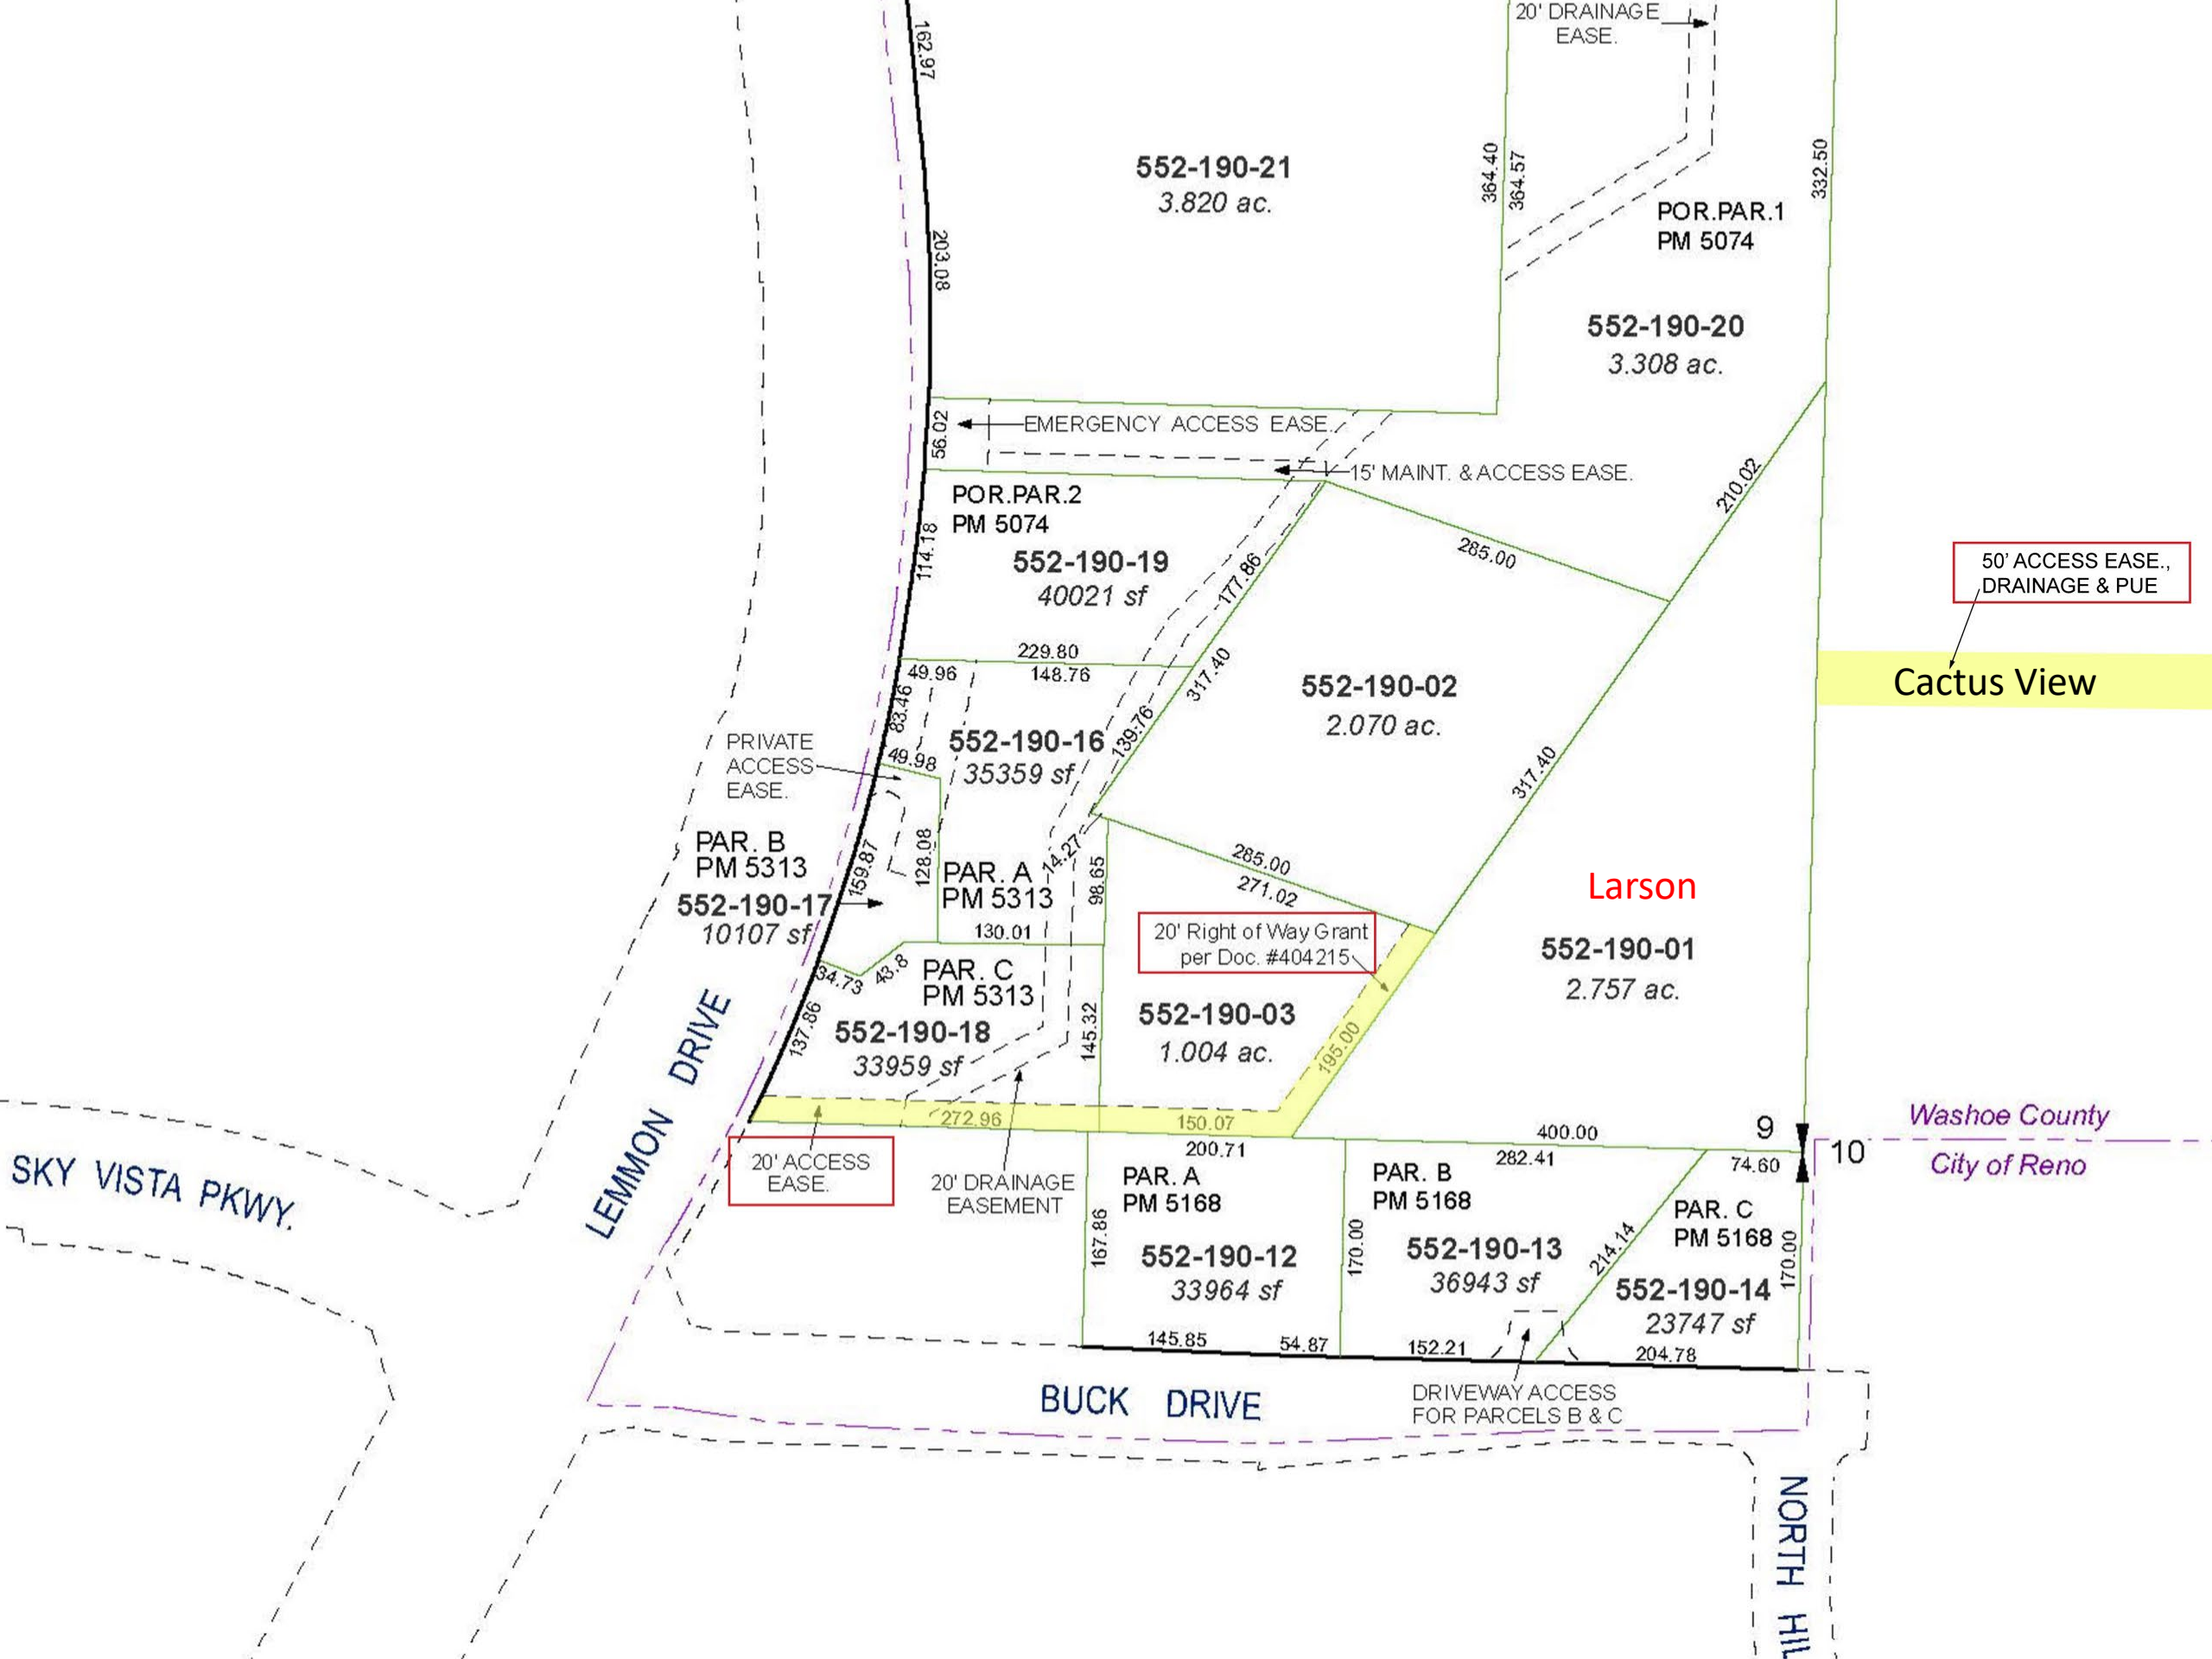 162.97
20' DRAINAGE
EASE.
552-190-21
3.820 ac.
364.40
364.57
332.50
POR.PAR.1
PM 5074
203.08
552-190-20
3.308 ac.
56.02
EMERGENCY ACCESS EASE.
15' MAINT. & ACCESS EASE.
POR.PAR.2
PM 5074
114.18
552-190-19
40021 sf
177.86
285.00
210.02
50' ACCESS EASE.,
DRAINAGE & PUE
Cactus View
229.80
49.96
148.76
83.46
317.40
139.76
552-190-02
2.070 ac.
PRIVATE
ACCESS
EASE.
49.98
552-190-16
35359 sf
317.40
PAR. B
PM 5313
552-190-17
10107 sf
159.87
128.08
PAR. A
PM 5313
14.27
98.65
285.00
271.02
Larson
130.01
20' Right of Way Grant
per Doc. #404215
552-190-01
2.757 ac.
34.73
43.8
PAR. C
PM 5313
137.86
552-190-18
33959 sf
145.32
552-190-03
1.004 ac.
195.00
LEMMON DRIVE
272.96
150.07
200.71
400.00
282.41
9
10
74.60
Washoe County
City of Reno
SKY VISTA PKWY.
20' ACCESS
EASE.
20' DRAINAGE
EASEMENT
PAR. A
PM 5168
PAR. B
PM 5168
PAR. C
PM 5168
167.86
552-190-12
33964 sf
170.00
552-190-13
36943 sf
214.14
170.00
552-190-14
23747 sf
145.85
54.87
152.21
204.78
BUCK DRIVE
DRIVEWAY ACCESS
FOR PARCELS B & C
NORTH HIL